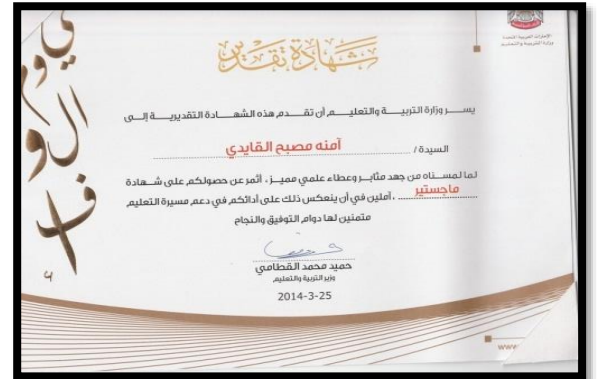 الإمارات العربية المتحدة
وزارة التربية والتعليم
شهادة تقدير
يسر وزارة التربية والتعليم أن تقدم هذه الشهادة التقديرية إلى
السيدة / آمنه مصبح القايدي
لما لمسناه من جهد مثابر وعطاء علمي مميز ، أثمر عن حصولكم على شهادة
ماجستير ، آملين في أن ينعكس ذلك على أدائكم في دعم مسيرة التعليم
متمنين لها دوام التوفيق والنجاح
حميد محمد القطامي
وزير التربية والتعليم
2014-3-25
www